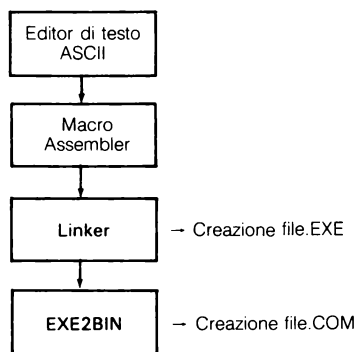 Editor di testo
ASCII
Macro
Assembler
Linker
→ Creazione file.EXE
EXE2BIN
→ Creazione file.COM